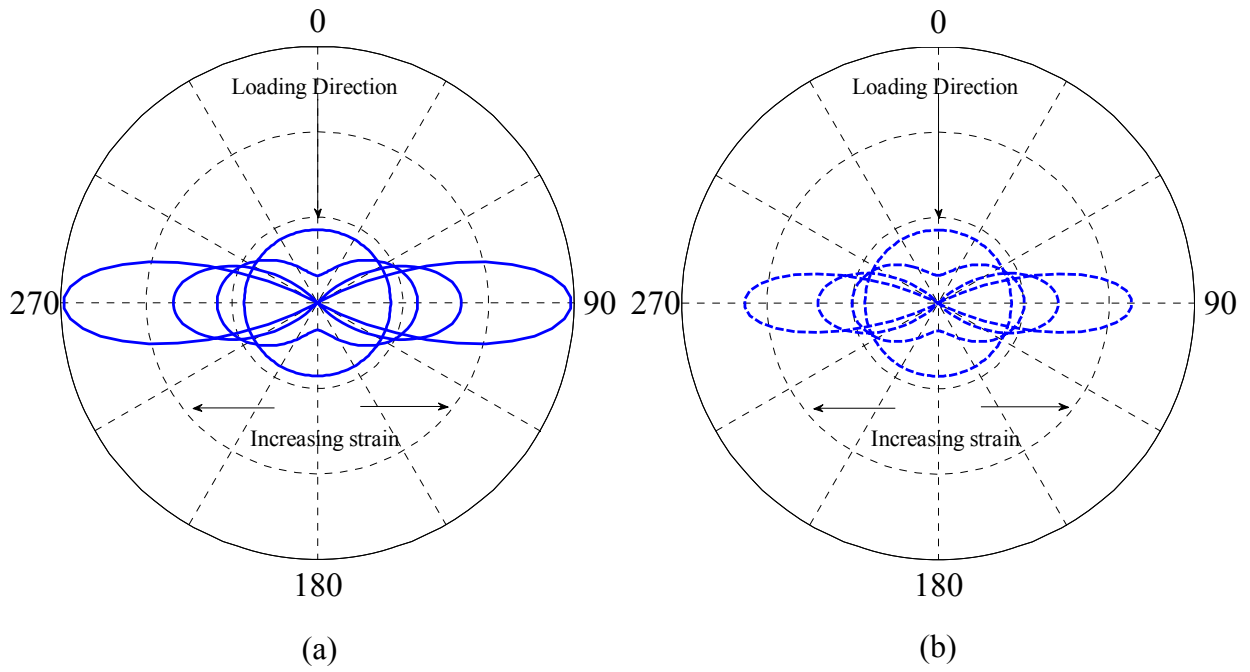 0
Loading Direction
270
90
Increasing strain
180
(a)
0
Loading Direction
270
90
Increasing strain
180
(b)